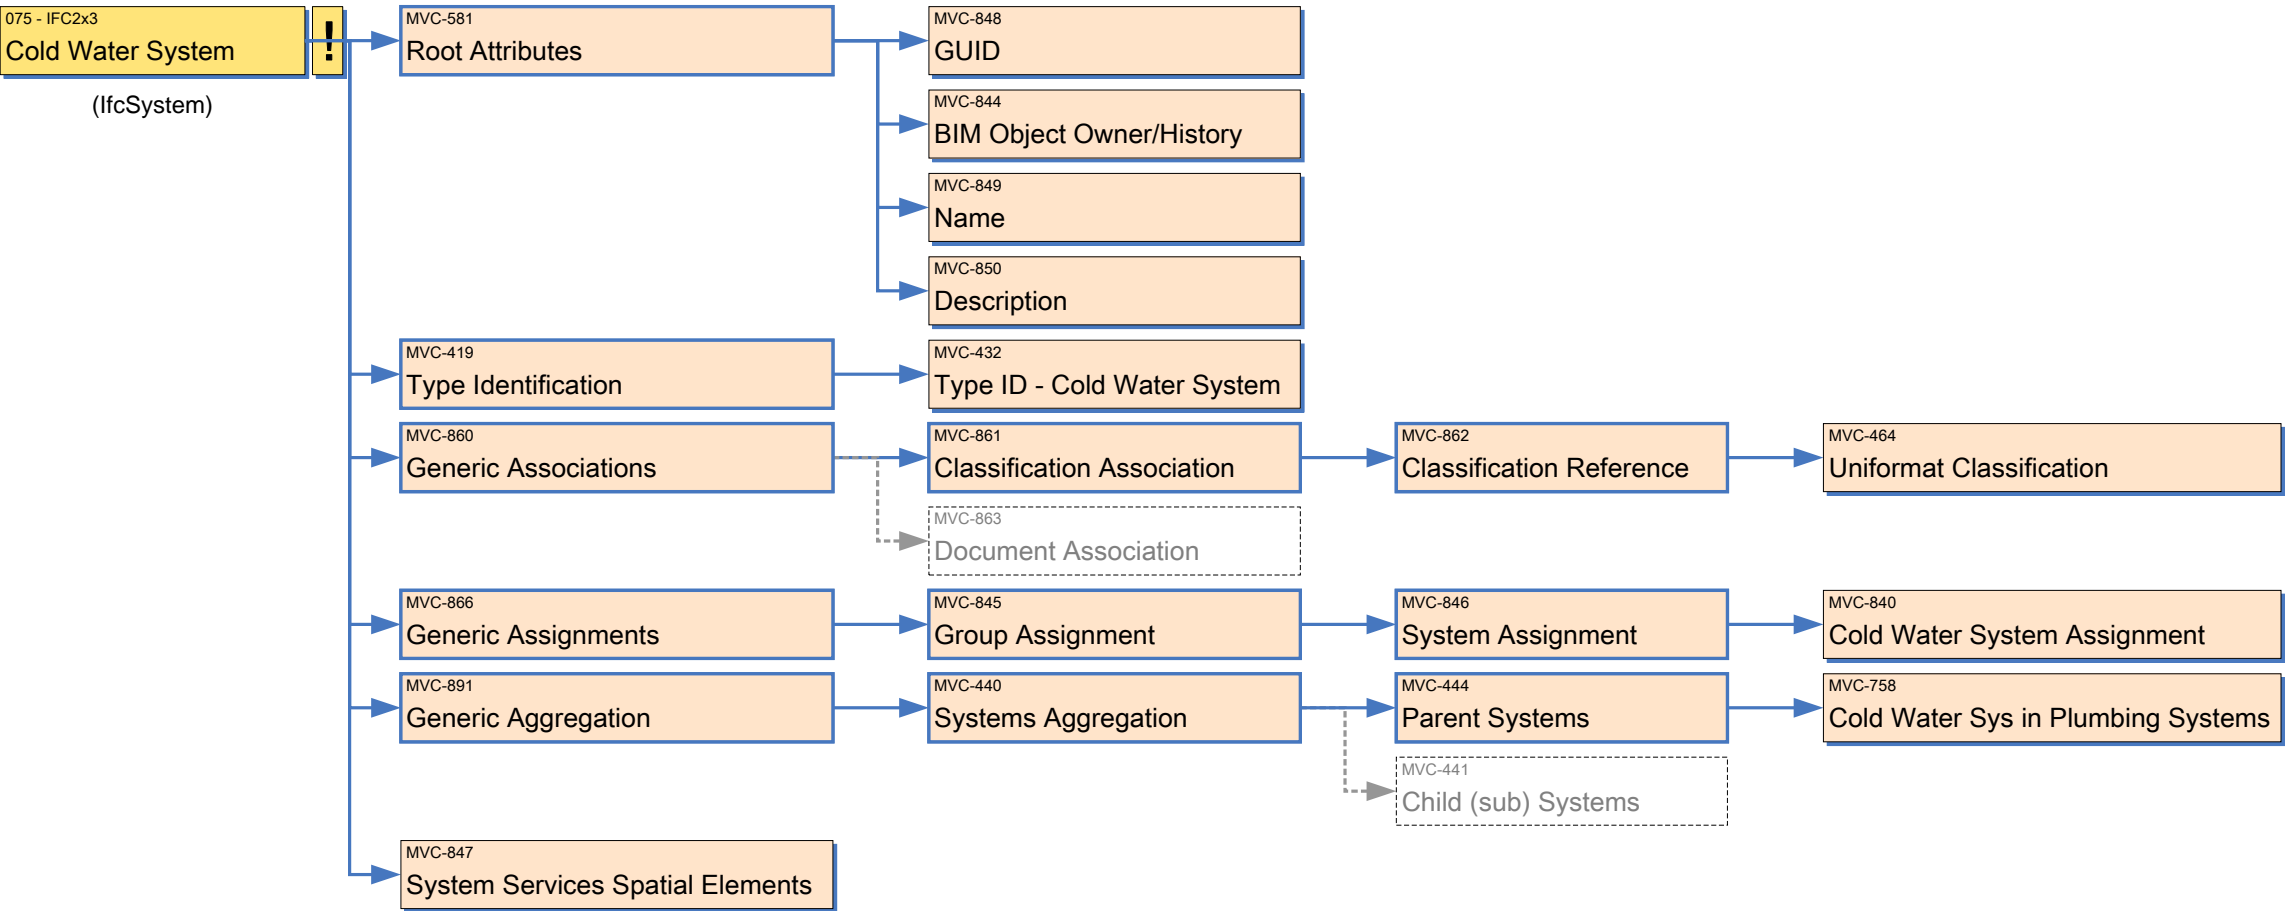 075 - IFC2x3
Cold Water System
!
(IfcSystem)
MVC-581
Root Attributes
MVC-848
GUID
MVC-844
BIM Object Owner/History
MVC-849
Name
MVC-850
Description
MVC-419
Type Identification
MVC-432
Type ID - Cold Water System
MVC-860
Generic Associations
MVC-861
Classification Association
MVC-862
Classification Reference
MVC-464
Uniformat Classification
MVC-863
Document Association
MVC-866
Generic Assignments
MVC-845
Group Assignment
MVC-846
System Assignment
MVC-840
Cold Water System Assignment
MVC-891
Generic Aggregation
MVC-440
Systems Aggregation
MVC-444
Parent Systems
MVC-758
Cold Water Sys in Plumbing Systems
MVC-441
Child (sub) Systems
MVC-847
System Services Spatial Elements